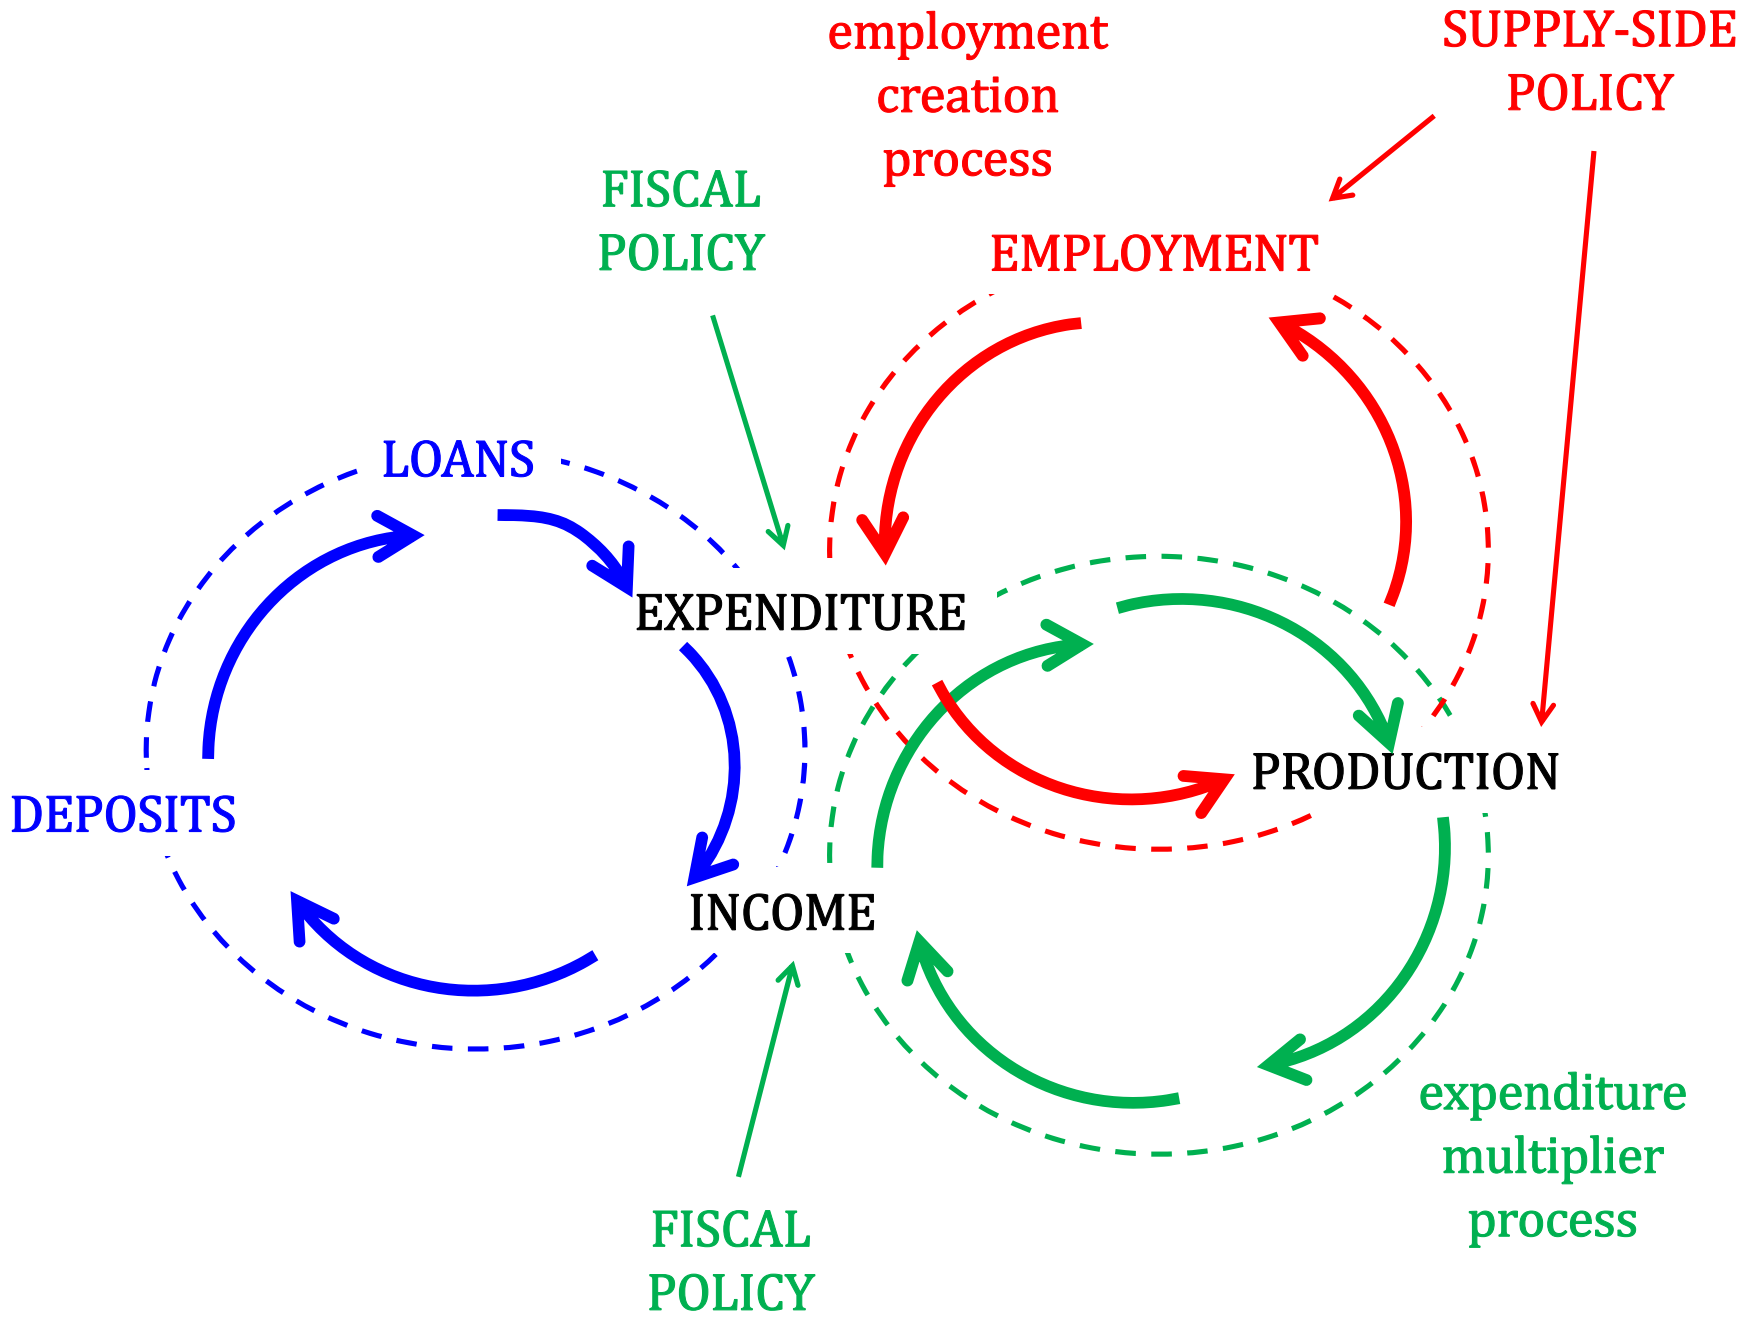 employment
creation
process
SUPPLY-SIDE
POLICY
FISCAL
POLICY
EMPLOYMENT
LOANS
EXPENDITURE
PRODUCTION
DEPOSITS
INCOME
expenditure
multiplier
process
FISCAL
POLICY